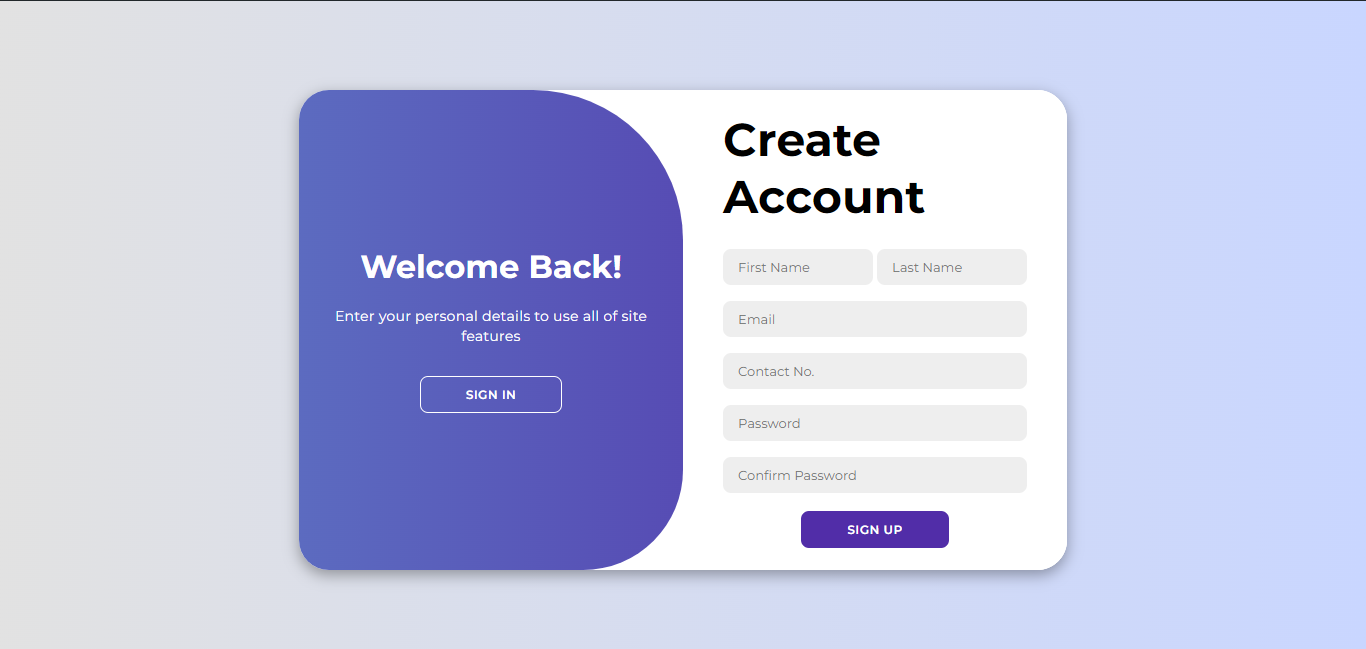 Welcome Back!
Enter your personal details to use all of site
features
SIGN IN
Create
Account
First Name
Last Name
Email
Contact No.
Password
Confirm Password
SIGN UP